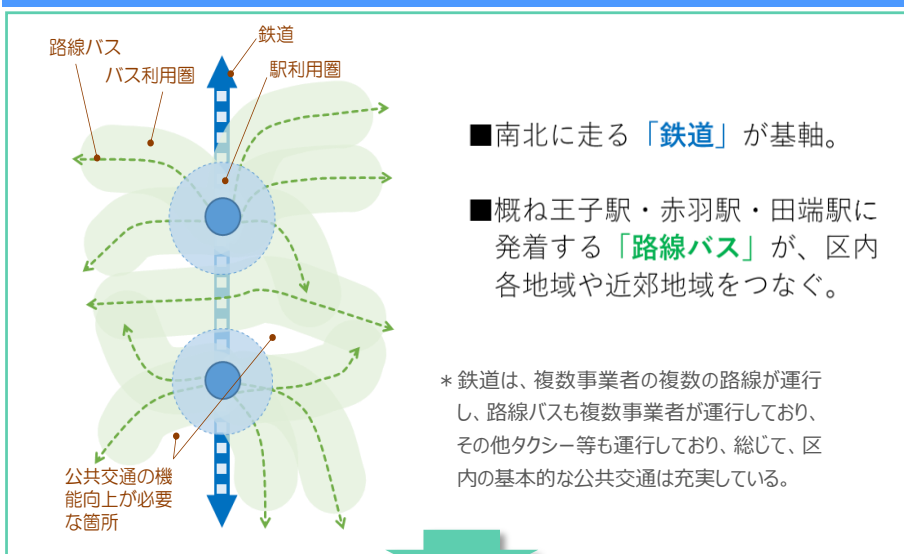 路線バス
バス利用圏
鉄道
駅利用圏
公共交通の機
能向上が必要
な箇所
■南北に走る「鉄道」が基軸。
■概ね王子駅・赤羽駅・田端駅に
発着する「路線バス」が、区内
各地域や近郊地域をつなぐ。
＊鉄道は、複数事業者の複数の路線が運行
し、路線バスも複数事業者が運行しており、
その他タクシー等も運行しており、総じて、区
内の基本的な公共交通は充実している。